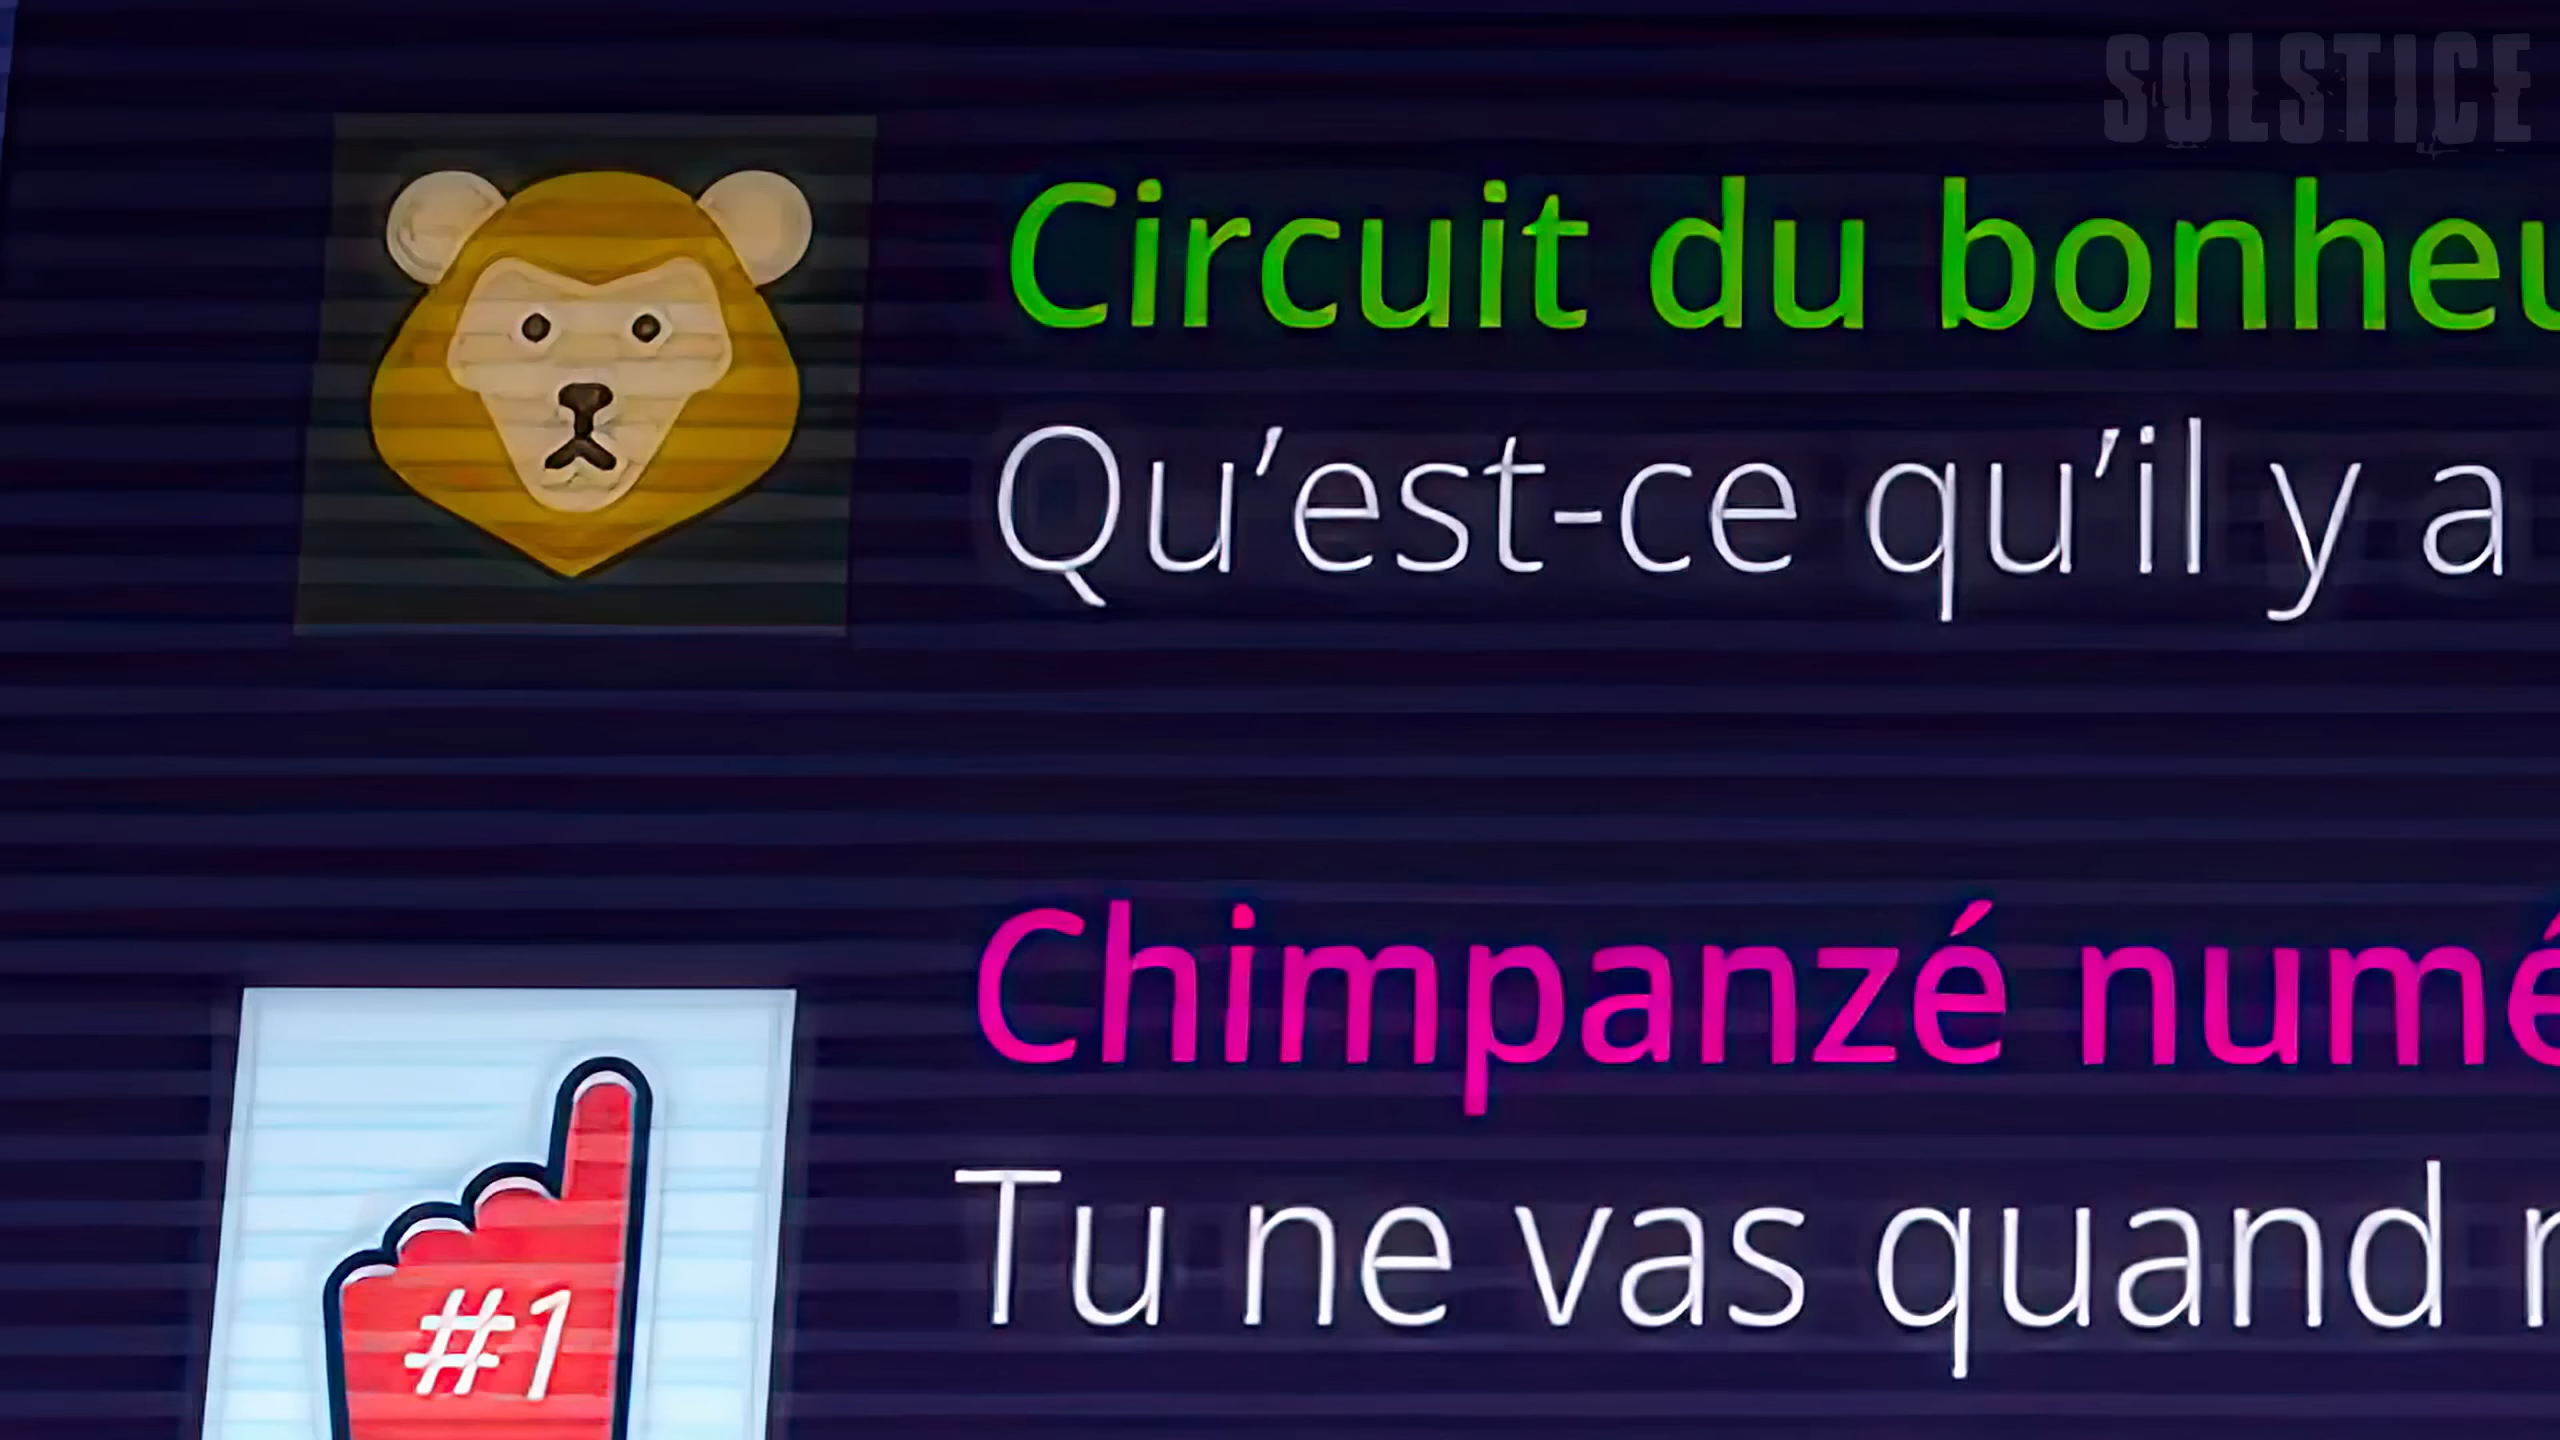 SOLSTICE
Circuit du bonheu
Qu’est-ce qu’il y a
Chimpanzé numé
Tu ne vas quand
#1